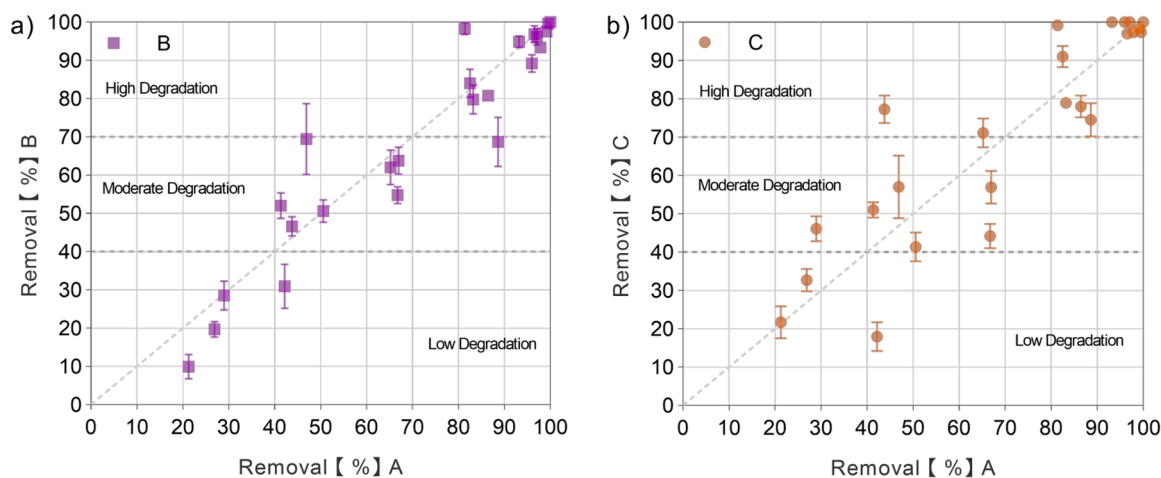 a)
B
High Degradation
Moderate Degradation
Low Degradation
100
90
80
70
60
50
40
30
20
10
0
Removal【 %】B
0 10 20 30 40 50 60 70 80 90 100
Removal【 %】A
b)
C
High Degradation
Moderate Degradation
Low Degradation
100
90
80
70
60
50
40
30
20
10
0
Removal【 %】C
0 10 20 30 40 50 60 70 80 90 100
Removal【 %】A